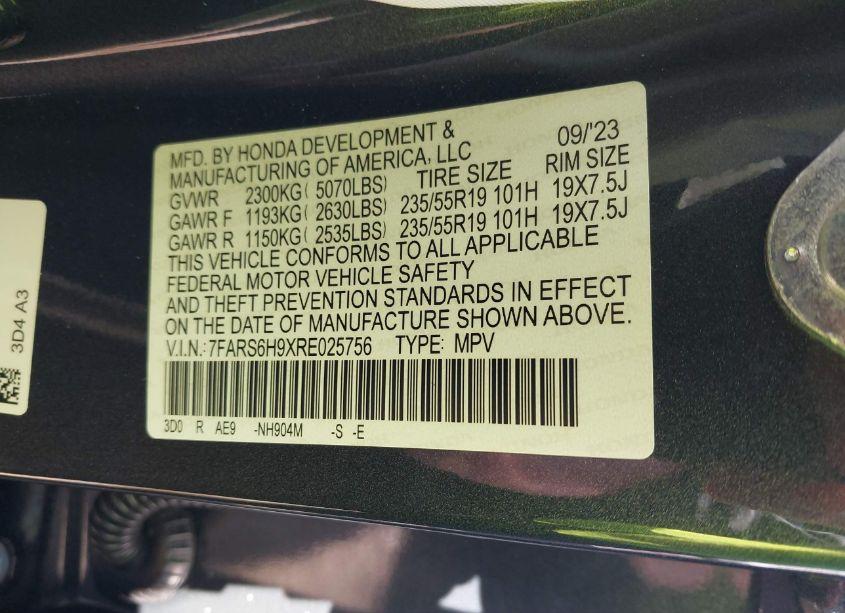 MFD. BY HONDA DEVELOPMENT &
MANUFACTURING OF AMERICA, LLC
09/'23
GVWR 2300KG( 5070LBS) TIRE SIZE RIM SIZE
GAWR F 1193KG( 2630LBS) 235/55R19 101H 19X7.5J
GAWR R 1150KG( 2535LBS) 235/55R19 101H 19X7.5J
THIS VEHICLE CONFORMS TO ALL APPLICABLE
FEDERAL MOTOR VEHICLE SAFETY
AND THEFT PREVENTION STANDARDS IN EFFECT
ON THE DATE OF MANUFACTURE SHOWN ABOVE.
V.I.N.: 7FARS6H9XRE025756 TYPE: MPV
3D0 R AE9 -NH904M -S -E
3D4 A3